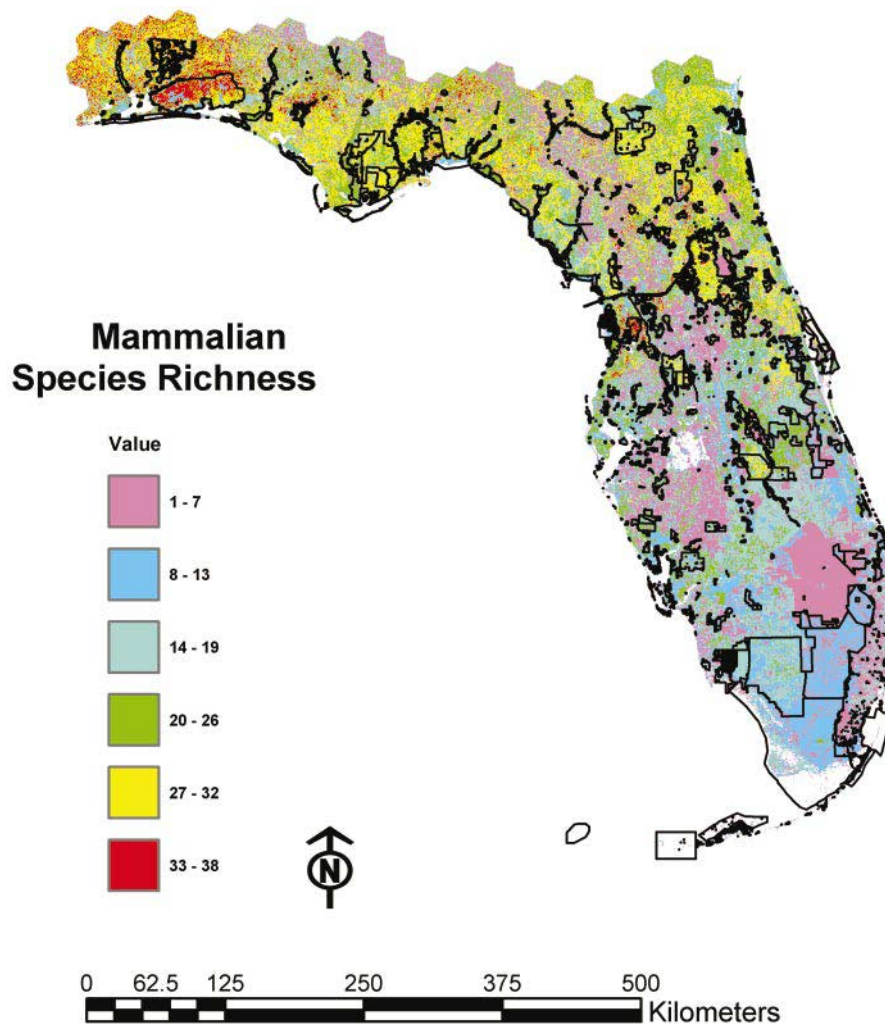 Mammalian
Species Richness
Value
1 - 7
8 - 13
14 - 19
20 - 26
27 - 32
33 - 38
N
0 62.5 125 250 375 500
Kilometers